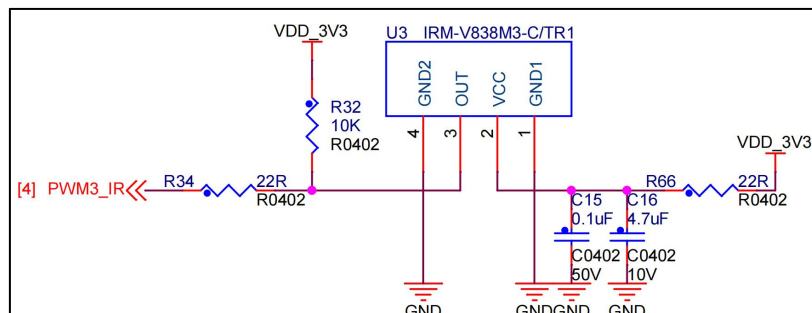 U3 IRM-V838M3-C/TR1
VDD_3V3
GND2
OUT
VCC
GND1
4
3
2
1
R32
10K
R0402
VDD_3V3
[4] PWM3_IR
R34
22R
R0402
R66
22R
R0402
C15
0.1uF
C0402
50V
C16
4.7uF
C0402
10V
GND
GND
GND
GND